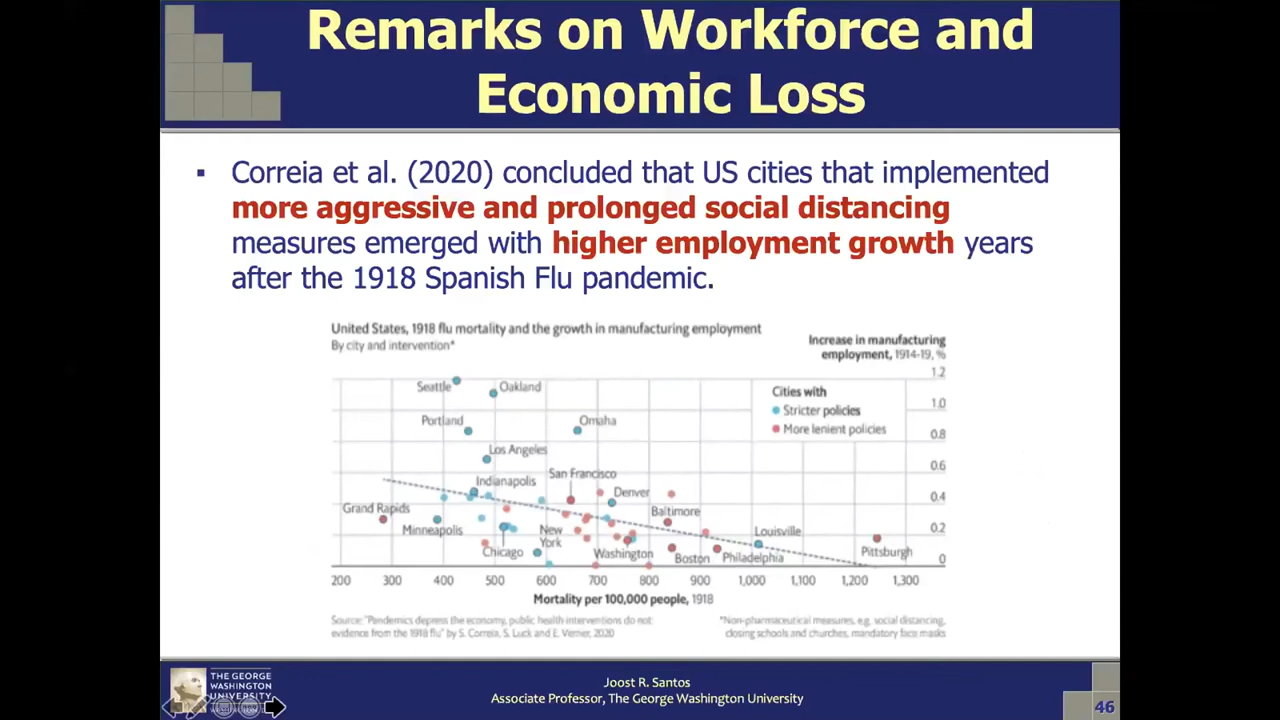 Remarks on Workforce and
Economic Loss
▪ Correia et al. (2020) concluded that US cities that implemented
more aggressive and prolonged social distancing
measures emerged with higher employment growth years
after the 1918 Spanish Flu pandemic.
United States, 1918 flu mortality and the growth in manufacturing employment
By city and intervention*
Increase in manufacturing
employment, 1914-19, %
1.2
Seattle
Oakland
Cities with
Stricter policies
More lenient policies
1.0
Portland
Omaha
0.8
Los Angeles
0.6
San Francisco
Indianapolis
Denver
0.4
Grand Rapids
Baltimore
Minneapolis
New
York
Louisville
0.2
Chicago
Washington
Boston
Philadelphia
Pittsburgh
0
200 300 400 500 600 700 800 900 1,000 1,100 1,200 1,300
Mortality per 100,000 people, 1918
Source: "Pandemics depress the economy, public health interventions do not:
evidence from the 1918 flu" by S. Correia, S. Luck and E. Verner, 2020
*Non-pharmaceutical measures, e.g. social distancing,
closing schools and churches, mandatory face masks
THE GEORGE
WASHINGTON
UNIVERSITY
Joost R. Santos
Associate Professor, The George Washington University
46